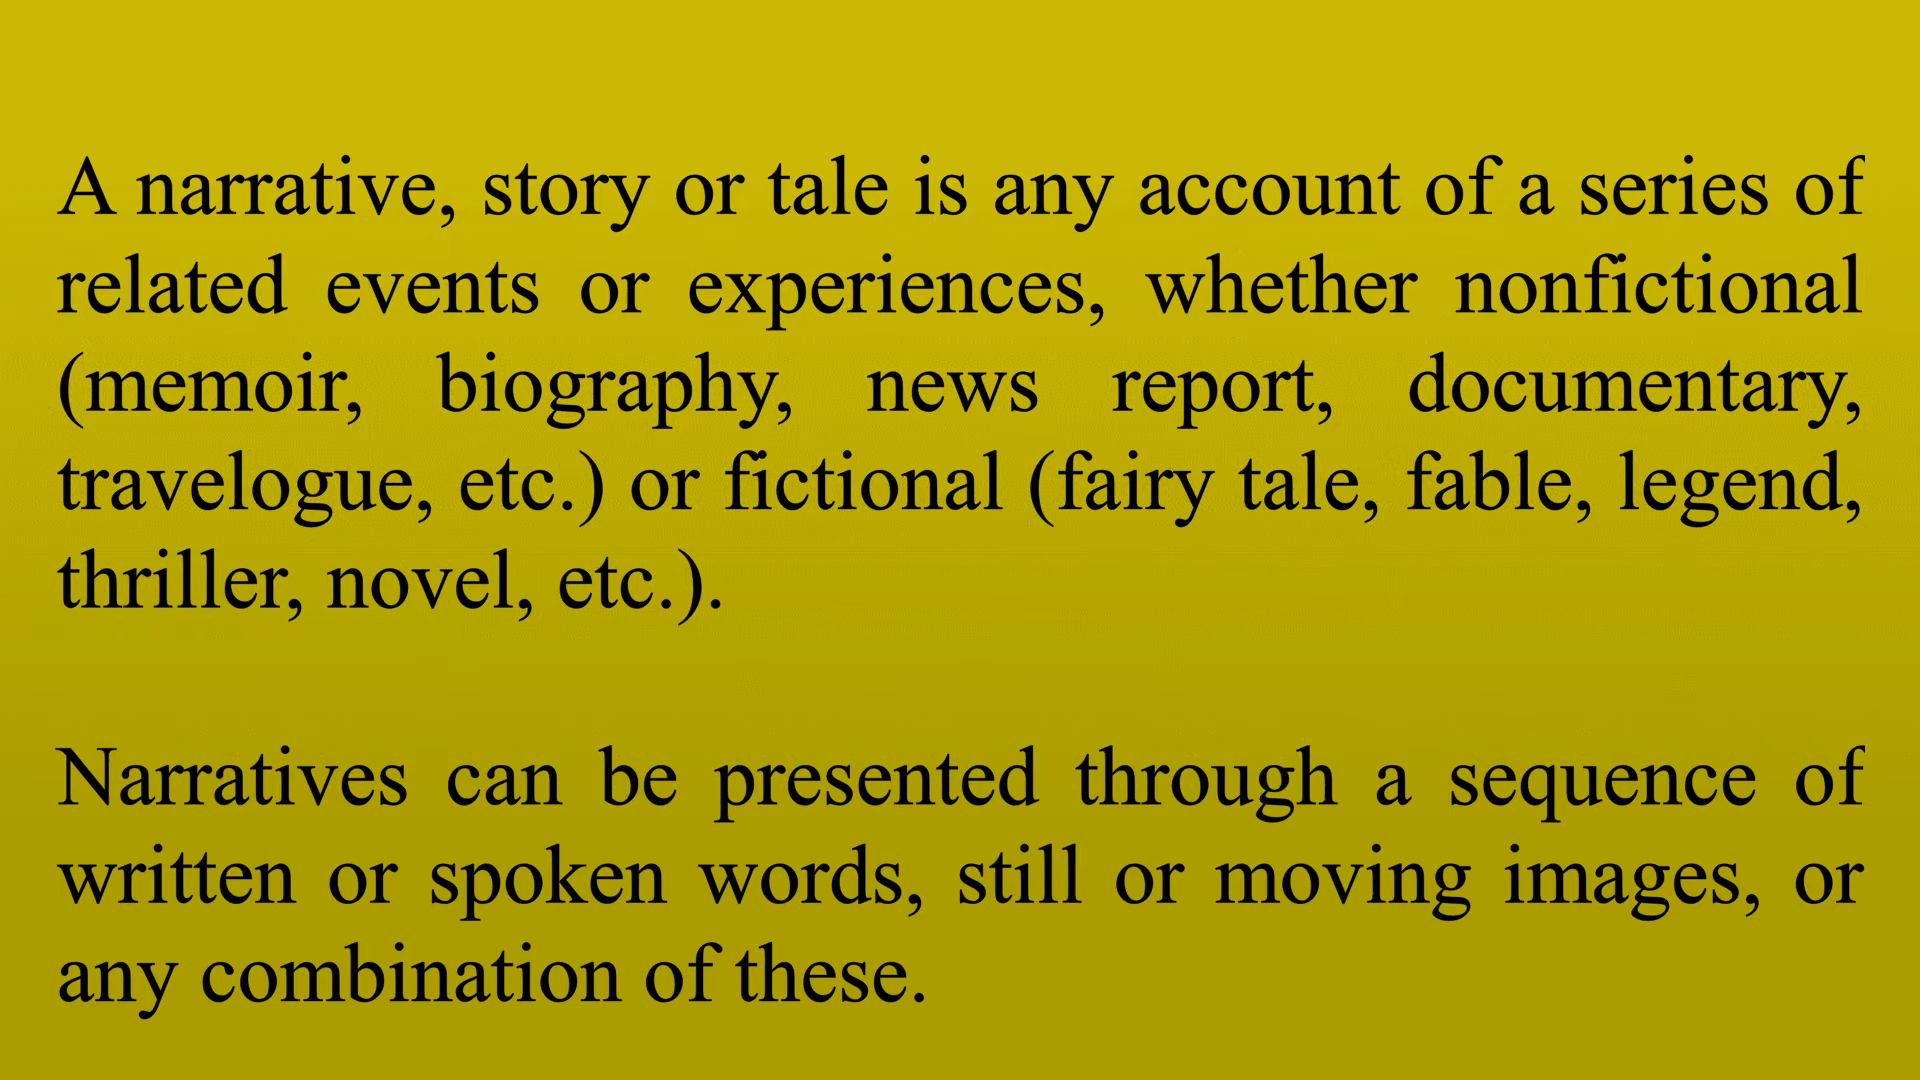 A narrative, story or tale is any account of a series of
related events or experiences, whether nonfictional
(memoir, biography, news report, documentary,
travelogue, etc.) or fictional (fairy tale, fable, legend,
thriller, novel, etc.).
Narratives can be presented through a sequence of
written or spoken words, still or moving images, or
any combination of these.